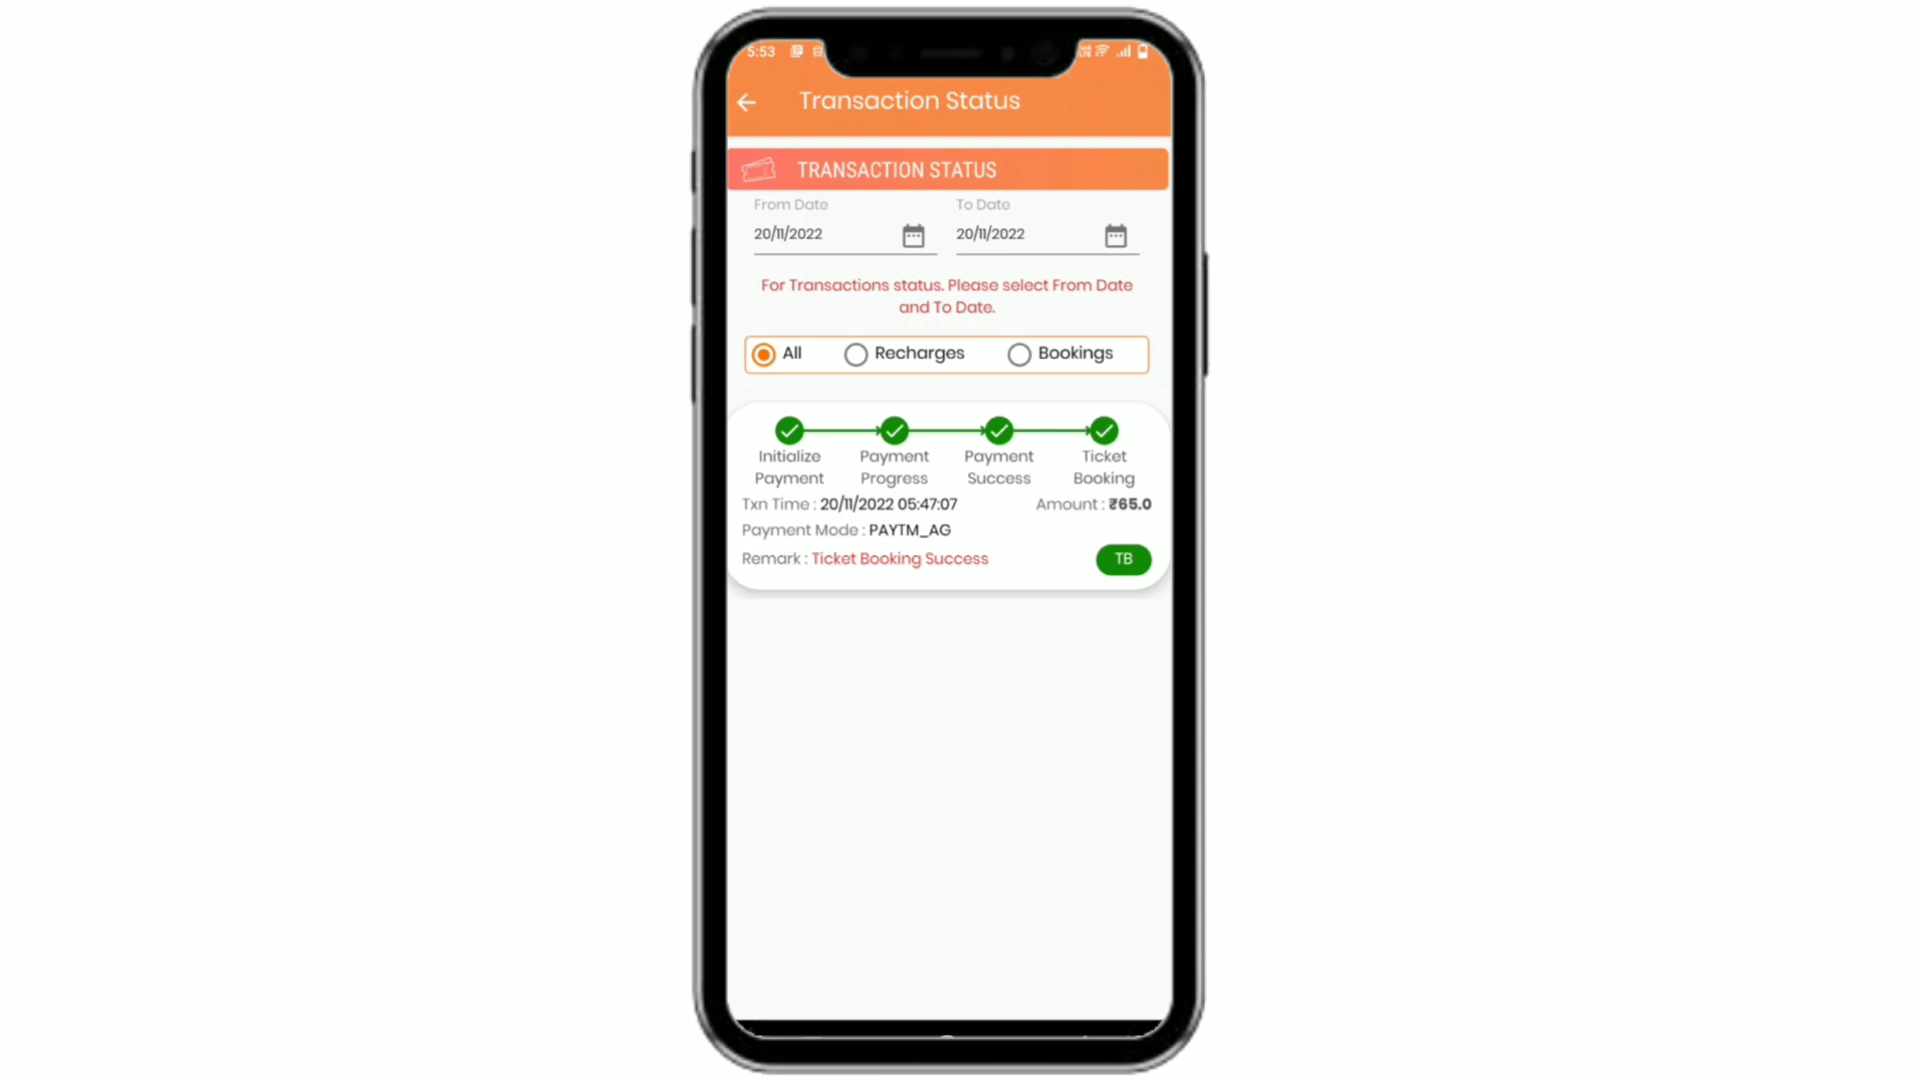 5:53
Transaction Status
TRANSACTION STATUS
From Date To Date
20/11/2022 20/11/2022
For Transactions status. Please select From Date
and To Date.
All Recharges Bookings
Initialize Payment Payment Ticket
Payment Progress Success Booking
Txn Time : 20/11/2022 05:47:07 Amount : ₹65.0
Payment Mode : PAYTM_AG
Remark : Ticket Booking Success TB